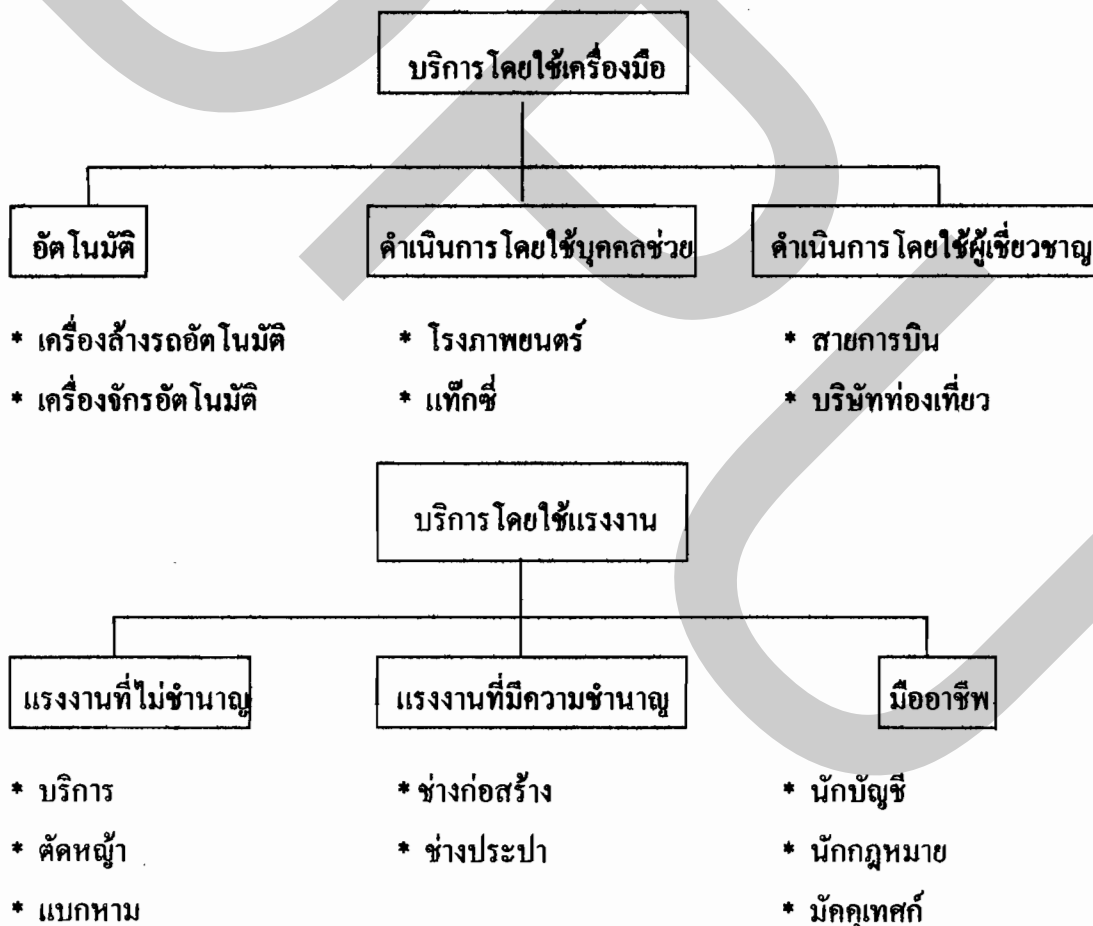 บริการโดยใช้เครื่องมือ
อัตโนมัติ
ดำเนินการโดยใช้บุคคลช่วย
ดำเนินการโดยใช้ผู้เชี่ยวชาญ
* เครื่องล้างรถอัตโนมัติ
* เครื่องจักรอัตโนมัติ
* โรงภาพยนตร์
* แท๊กซี่
* สายการบิน
* บริษัทท่องเที่ยว
บริการโดยใช้แรงงาน
แรงงานที่ไม่ชำนาญ
แรงงานที่มีความชำนาญ
มืออาชีพ
* บริการ
* ตัดหญ้า
* แบกหาม
* ช่างก่อสร้าง
* ช่างประปา
* นักบัญชี
* นักกฎหมาย
* มัคคุเทศก์